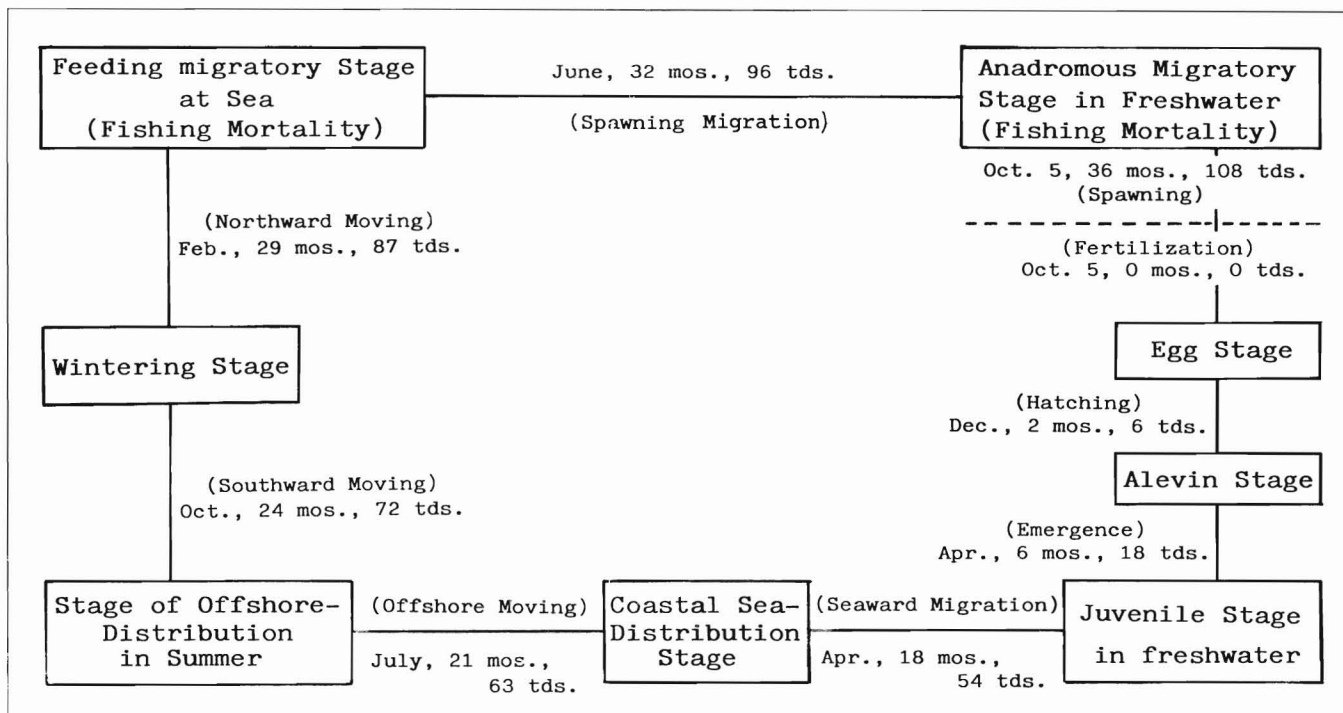 Feeding migratory Stage
at Sea
(Fishing Mortality)
June, 32 mos., 96 tds.
(Spawning Migration)
Anadromous Migratory
Stage in Freshwater
(Fishing Mortality)
Oct. 5, 36 mos., 108 tds.
(Spawning)
(Fertilization)
Oct. 5, 0 mos., 0 tds.
Egg Stage
(Hatching)
Dec., 2 mos., 6 tds.
Alevin Stage
(Emergence)
Apr., 6 mos., 18 tds.
Juvenile Stage
in freshwater
(Seaward Migration)
Apr., 18 mos.,
54 tds.
Coastal Sea-
Distribution
Stage
(Offshore Moving)
July, 21 mos.,
63 tds.
Stage of Offshore-
Distribution
in Summer
(Southward Moving)
Oct., 24 mos., 72 tds.
Wintering Stage
(Northward Moving)
Feb., 29 mos., 87 tds.